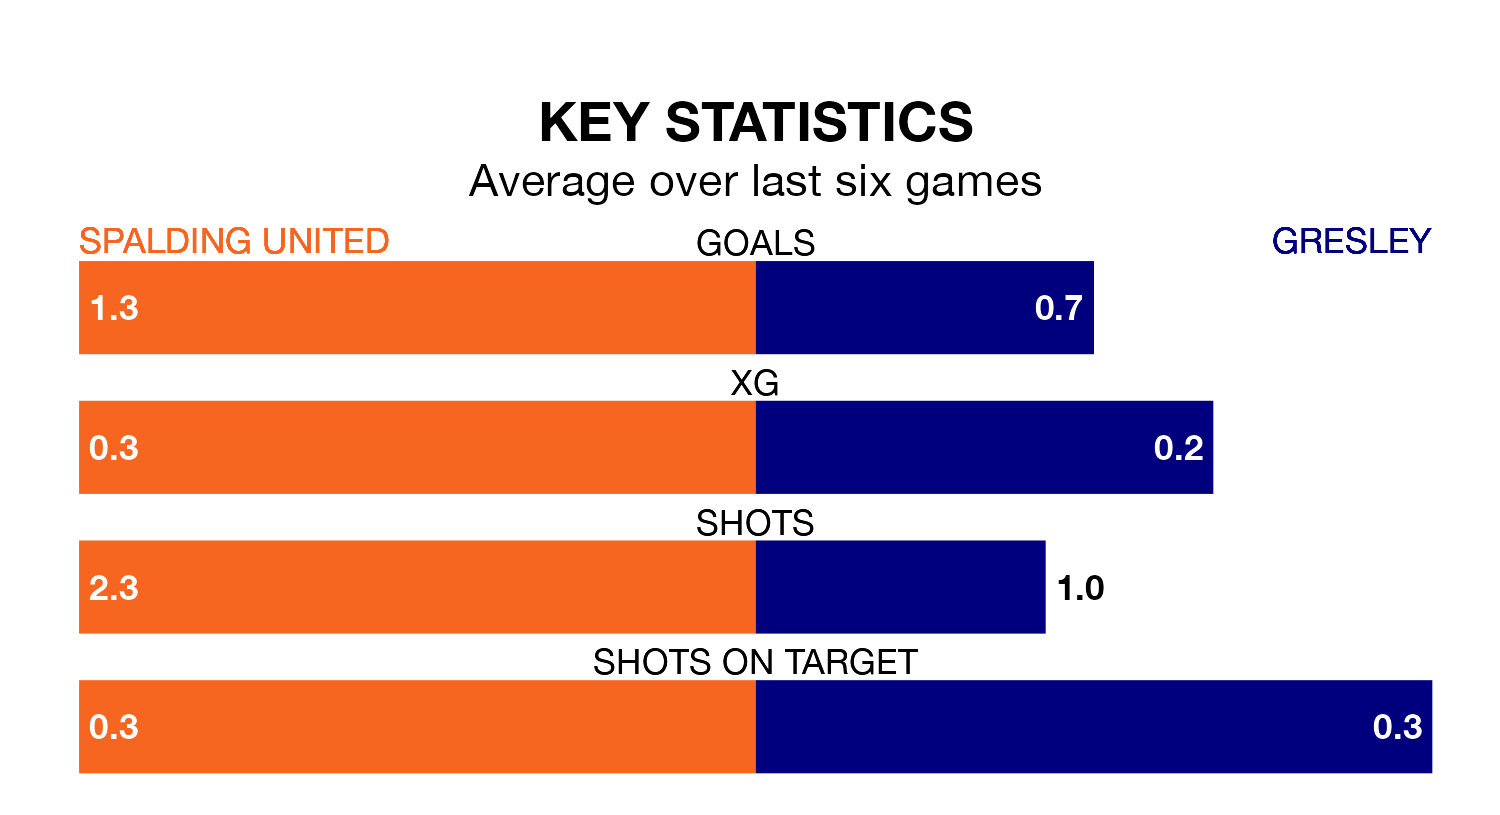 KEY STATISTICS
Average over last six games
SPALDING UNITED GOALS GRESLEY
1.3 0.7
XG
0.3 0.2
SHOTS
2.3 1.0
SHOTS ON TARGET
0.3 0.3